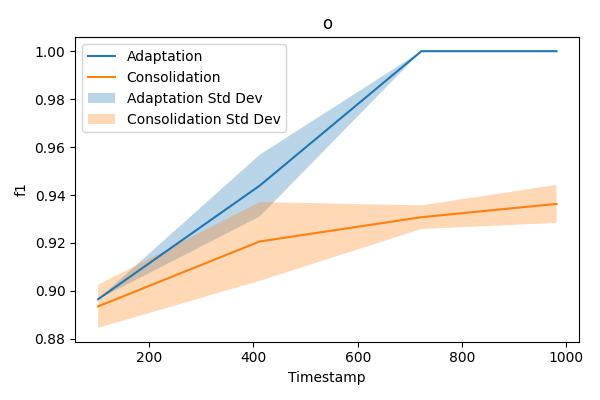 o
Adaptation
Consolidation
Adaptation Std Dev
Consolidation Std Dev
f1
1.00
0.98
0.96
0.94
0.92
0.90
0.88
200 400 600 800 1000
Timestamp